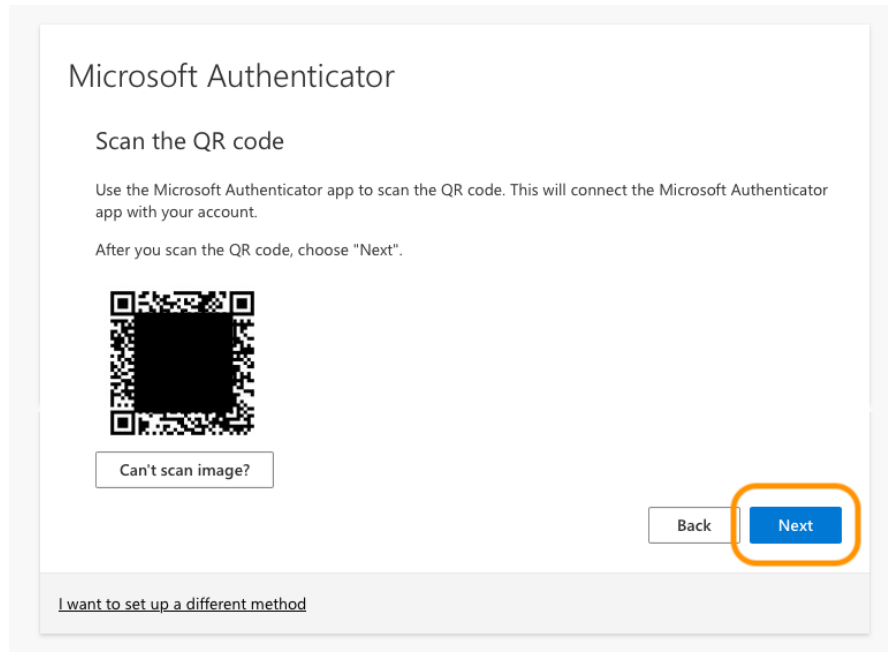 Microsoft Authenticator
Scan the QR code
Use the Microsoft Authenticator app to scan the QR code. This will connect the Microsoft Authenticator
app with your account.
After you scan the QR code, choose "Next".
Can't scan image?
Back
Next
I want to set up a different method